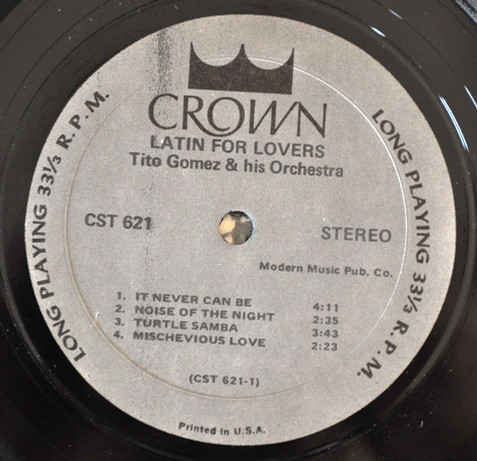 CROWN
LATIN FOR LOVERS
Tito Gomez & his Orchestra
CST 621
STEREO
Modern Music Pub. Co.
1. IT NEVER CAN BE 4:11
2. NOISE OF THE NIGHT 2:35
3. TURTLE SAMBA 3:43
4. MISCHEVIOUS LOVE 2:23
(CST 621-1)
Printed in U.S.A.
LONG PLAYING 33⅓ R.P.M.
LONG PLAYING 33⅓ R.P.M.